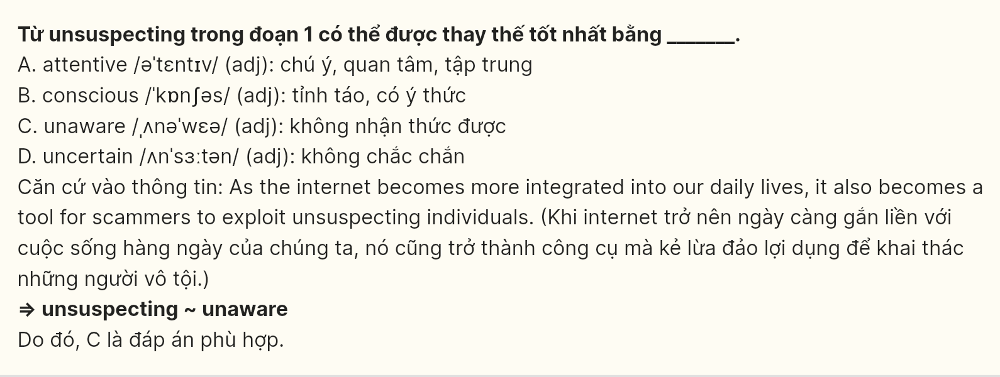 Từ unsuspecting trong đoạn 1 có thể được thay thế tốt nhất bằng _______.
A. attentive /əˈtɛntɪv/ (adj): chú ý, quan tâm, tập trung
B. conscious /ˈkɒnʃəs/ (adj): tỉnh táo, có ý thức
C. unaware /ˌʌnəˈwɛə/ (adj): không nhận thức được
D. uncertain /ʌnˈsɜːtən/ (adj): không chắc chắn
Căn cứ vào thông tin: As the internet becomes more integrated into our daily lives, it also becomes a
tool for scammers to exploit unsuspecting individuals. (Khi internet trở nên ngày càng gắn liền với
cuộc sống hàng ngày của chúng ta, nó cũng trở thành công cụ mà kẻ lừa đảo lợi dụng để khai thác
những người vô tội.)
⇒ unsuspecting ~ unaware
Do đó, C là đáp án phù hợp.